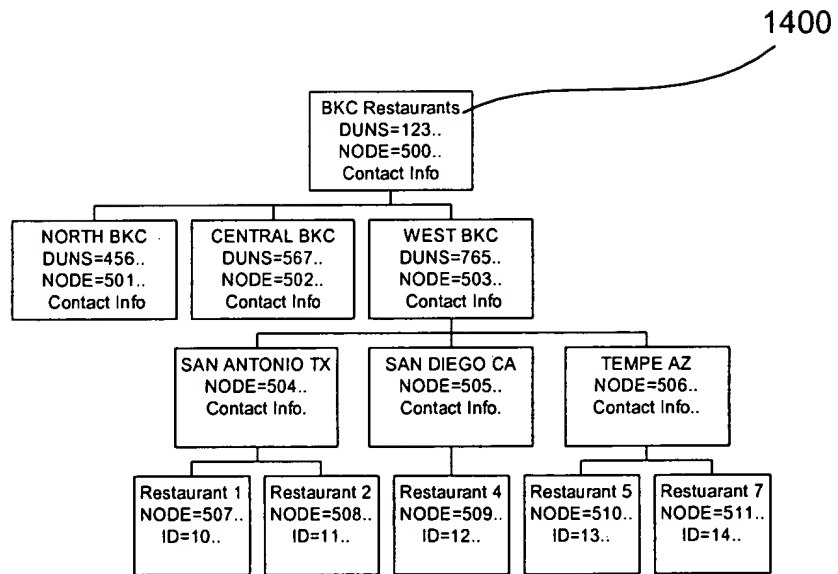 1400
BKC Restaurants
DUNS=123..
NODE=500..
Contact Info
NORTH BKC
DUNS=456..
NODE=501..
Contact Info
CENTRAL BKC
DUNS=567..
NODE=502..
Contact Info
WEST BKC
DUNS=765..
NODE=503..
Contact Info
SAN ANTONIO TX
NODE=504..
Contact Info.
SAN DIEGO CA
NODE=505..
Contact Info.
TEMPE AZ
NODE=506..
Contact Info..
Restaurant 1
NODE=507..
ID=10..
Restaurant 2
NODE=508..
ID=11..
Restaurant 4
NODE=509..
ID=12..
Restaurant 5
NODE=510..
ID=13..
Restuarant 7
NODE=511..
ID=14..